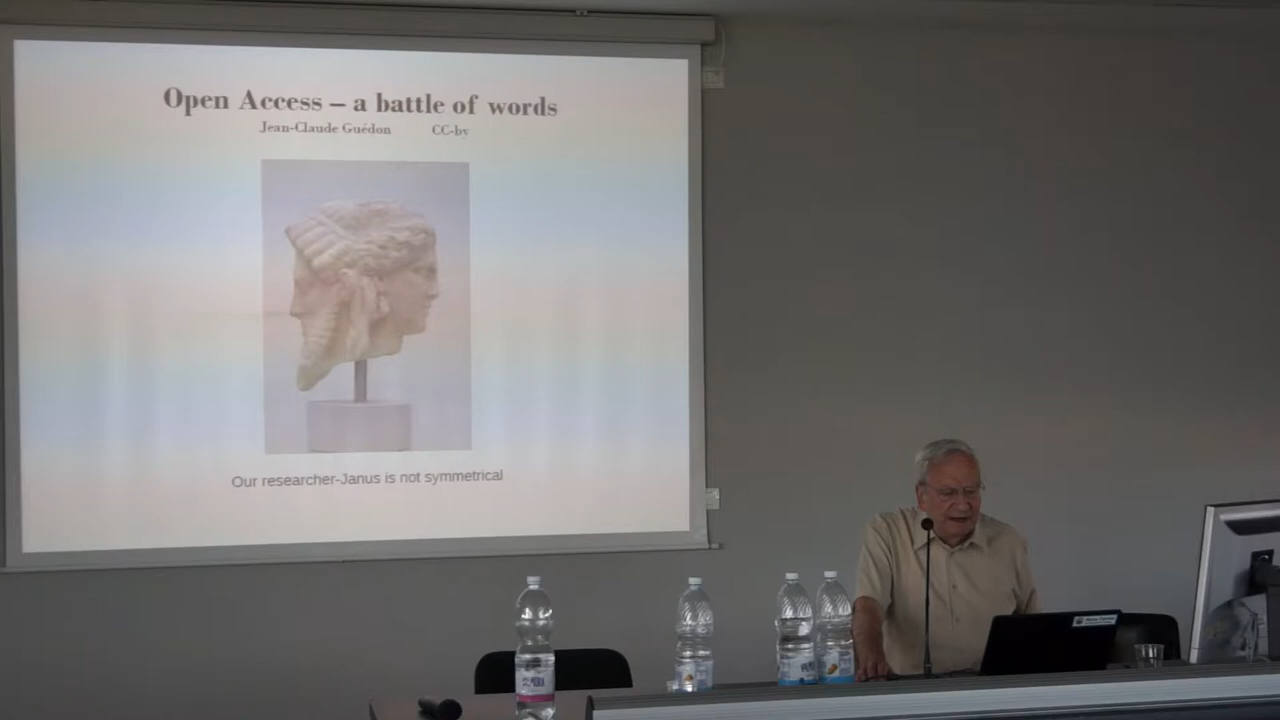 Open Access – a battle of words
Jean-Claude Guédon CC-by
Our researcher-Janus is not symmetrical